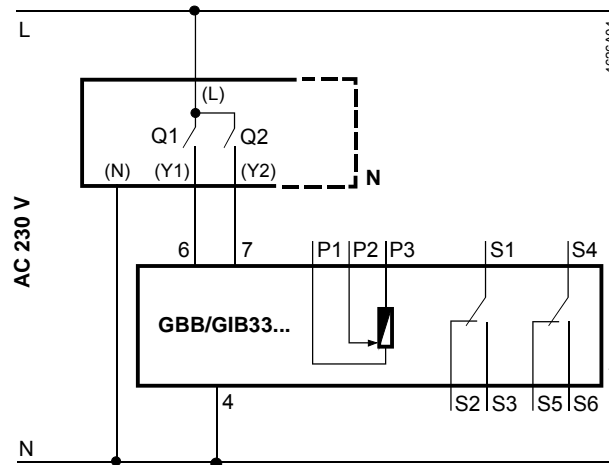 L
(L)
Q1 Q2
(N) (Y1) (Y2)
N
AC 230 V
6 7 P1 P2 P3 S1 S4
GBB/GIB33...
4 S2 S3 S5 S6
N